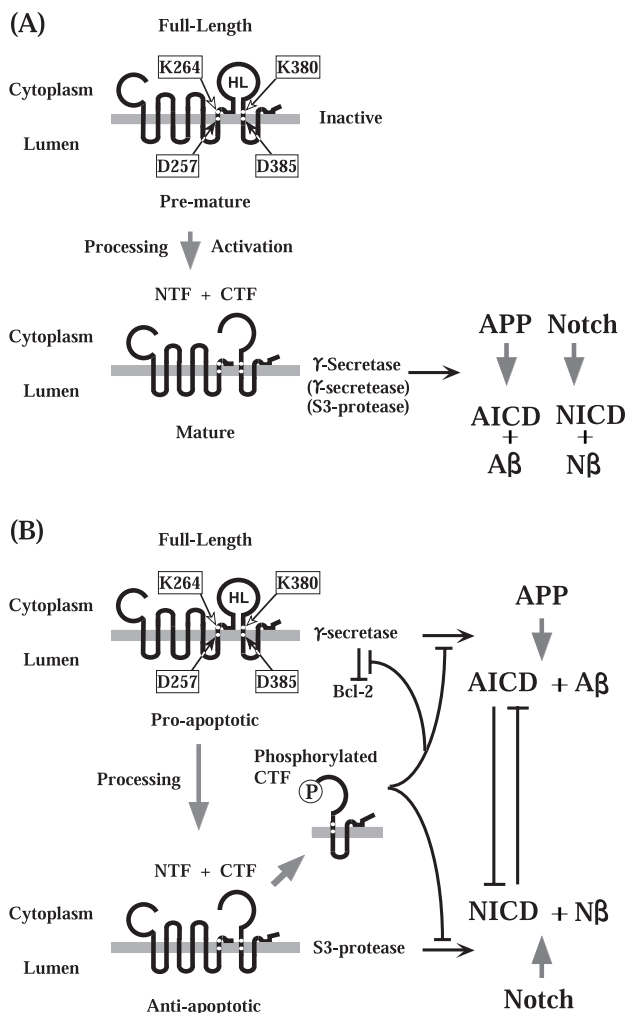 (A)
Full-Length
K264
K380
HL
Cytoplasm
Inactive
Lumen
D257
D385
Pre-mature
Processing
Activation
NTF + CTF
Cytoplasm
APP
Notch
γ-Secretase
Lumen
(γ-secretease)
(S3-protease)
AICD
NICD
+
+
Mature
Aβ
Nβ
(B)
Full-Length
K264
K380
HL
APP
Cytoplasm
γ-secretase
Lumen
D257
D385
Bcl-2
AICD + Aβ
Pro-apoptotic
Phosphorylated
CTF
Processing
P
NTF + CTF
Cytoplasm
NICD + Nβ
S3-protease
Lumen
Notch
Anti-apoptotic